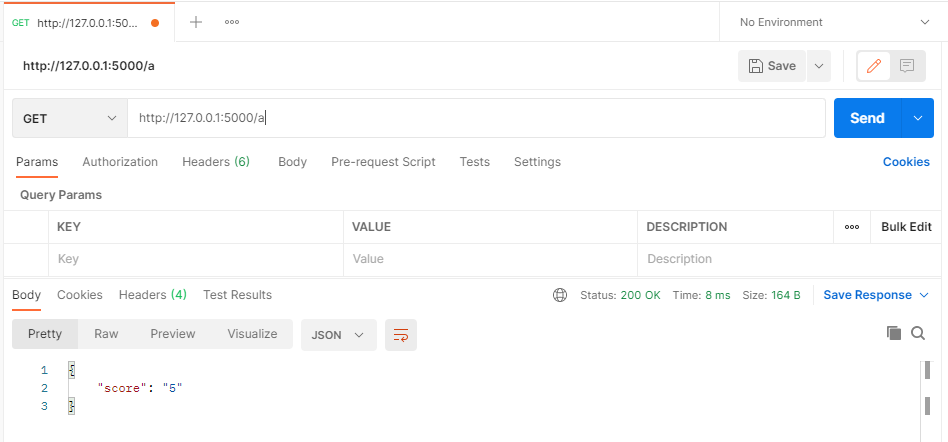 GET http://127.0.0.1:50... No Environment
http://127.0.0.1:5000/a Save
GET http://127.0.0.1:5000/a Send
Params Authorization Headers (6) Body Pre-request Script Tests Settings Cookies
Query Params
KEY VALUE DESCRIPTION Bulk Edit
Key Value Description
Body Cookies Headers (4) Test Results Status: 200 OK Time: 8 ms Size: 164 B Save Response
Pretty Raw Preview Visualize JSON
1 {
2 "score": "5"
3 }